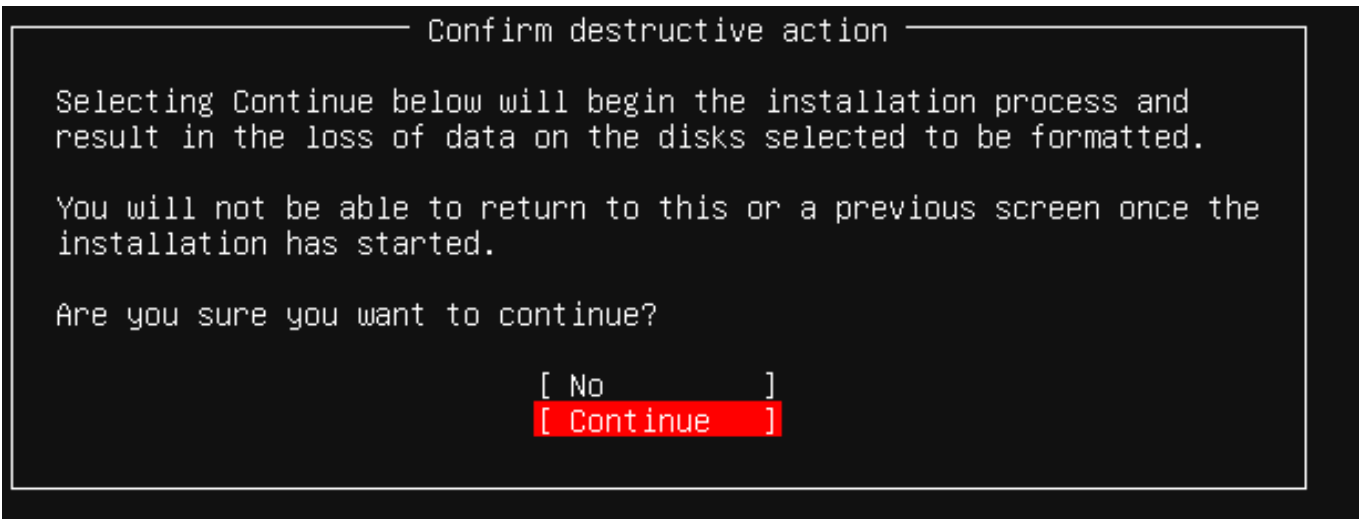 Confirm destructive action
Selecting Continue below will begin the installation process and
result in the loss of data on the disks selected to be formatted.
You will not be able to return to this or a previous screen once the
installation has started.
Are you sure you want to continue?
[ No ]
[ Continue ]